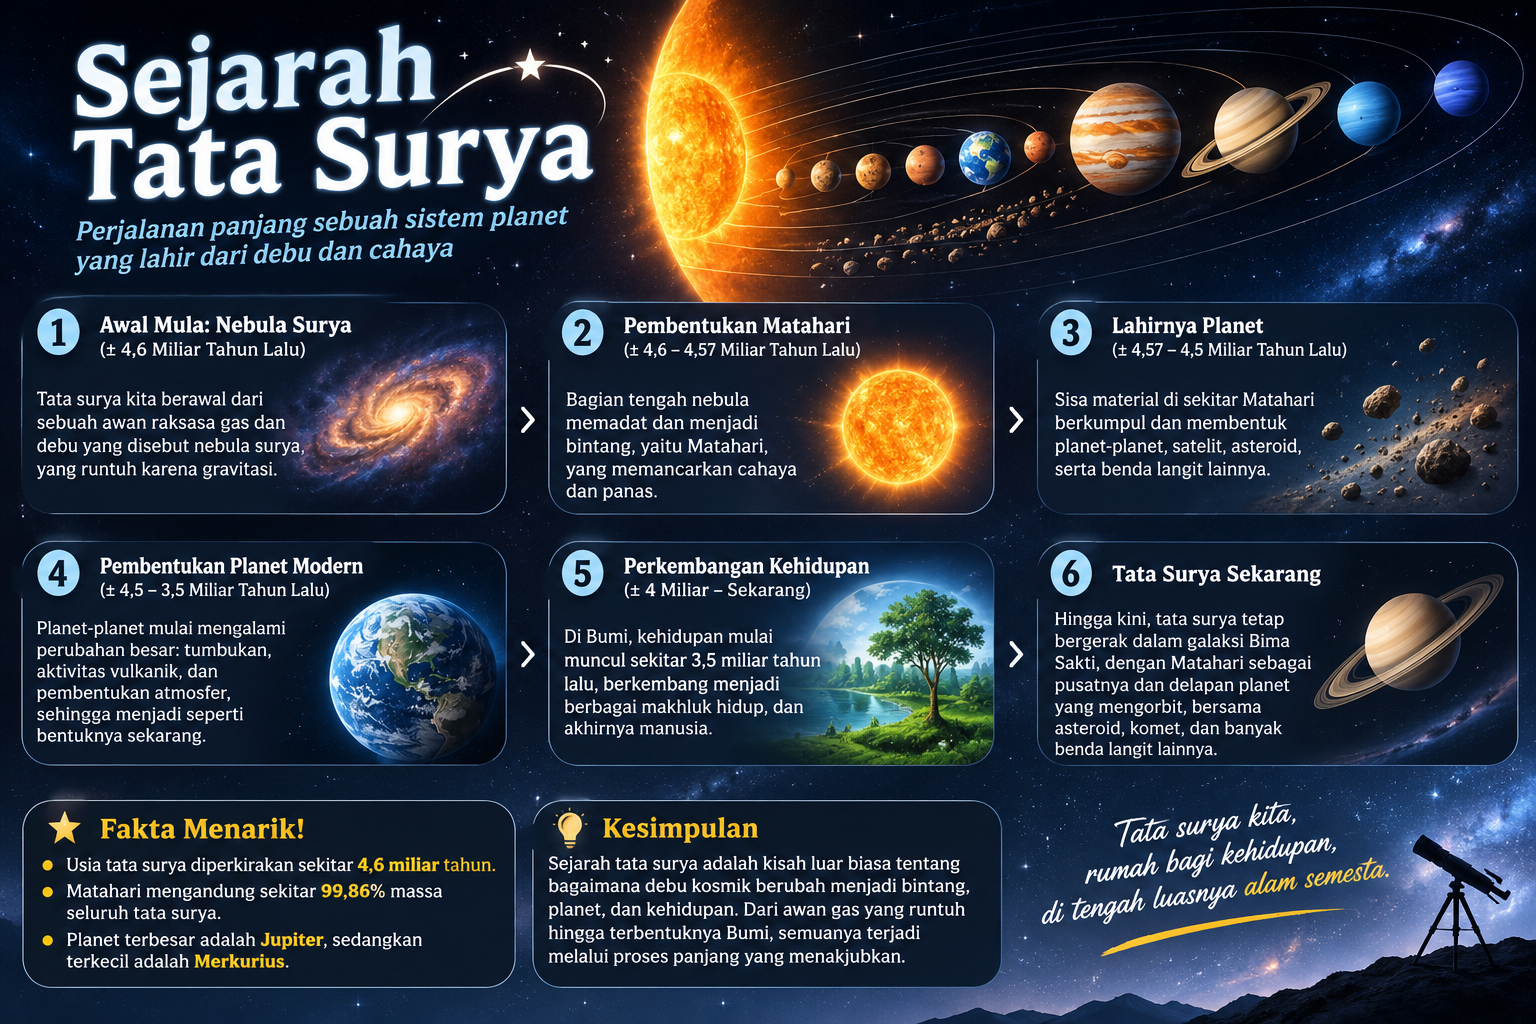 Sejarah
Tata Surya
Perjalanan panjang sebuah sistem planet
yang lahir dari debu dan cahaya
1
Awal Mula: Nebula Surya
(± 4,6 Miliar Tahun Lalu)
Tata surya kita berawal dari
sebuah awan raksasa gas dan
debu yang disebut nebula surya,
yang runtuh karena gravitasi.
2
Pembentukan Matahari
(± 4,6 – 4,57 Miliar Tahun Lalu)
Bagian tengah nebula
memadat dan menjadi
bintang, yaitu Matahari,
yang memancarkan cahaya
dan panas.
3
Lahirnya Planet
(± 4,57 – 4,5 Miliar Tahun Lalu)
Sisa material di sekitar Matahari
berkumpul dan membentuk
planet-planet, satelit, asteroid,
serta benda langit lainnya.
4
Pembentukan Planet Modern
(± 4,5 – 3,5 Miliar Tahun Lalu)
Planet-planet mulai mengalami
perubahan besar: tumbukan,
aktivitas vulkanik, dan
pembentukan atmosfer,
sehingga menjadi seperti
bentuknya sekarang.
5
Perkembangan Kehidupan
(± 4 Miliar – Sekarang)
Di Bumi, kehidupan mulai
muncul sekitar 3,5 miliar tahun
lalu, berkembang menjadi
berbagai makhluk hidup, dan
akhirnya manusia.
6
Tata Surya Sekarang
Hingga kini, tata surya tetap
bergerak dalam galaksi Bima
Sakti, dengan Matahari sebagai
pusatnya dan delapan planet
yang mengorbit, bersama
asteroid, komet, dan banyak
benda langit lainnya.
Fakta Menarik!
Usia tata surya diperkirakan sekitar 4,6 miliar tahun.
Matahari mengandung sekitar 99,86% massa
seluruh tata surya.
Planet terbesar adalah Jupiter, sedangkan
terkecil adalah Merkurius.
Kesimpulan
Sejarah tata surya adalah kisah luar biasa tentang
bagaimana debu kosmik berubah menjadi bintang,
planet, dan kehidupan. Dari awan gas yang runtuh
hingga terbentuknya Bumi, semuanya terjadi
melalui proses panjang yang menakjubkan.
Tata surya kita,
rumah bagi kehidupan,
di tengah luasnya alam semesta.